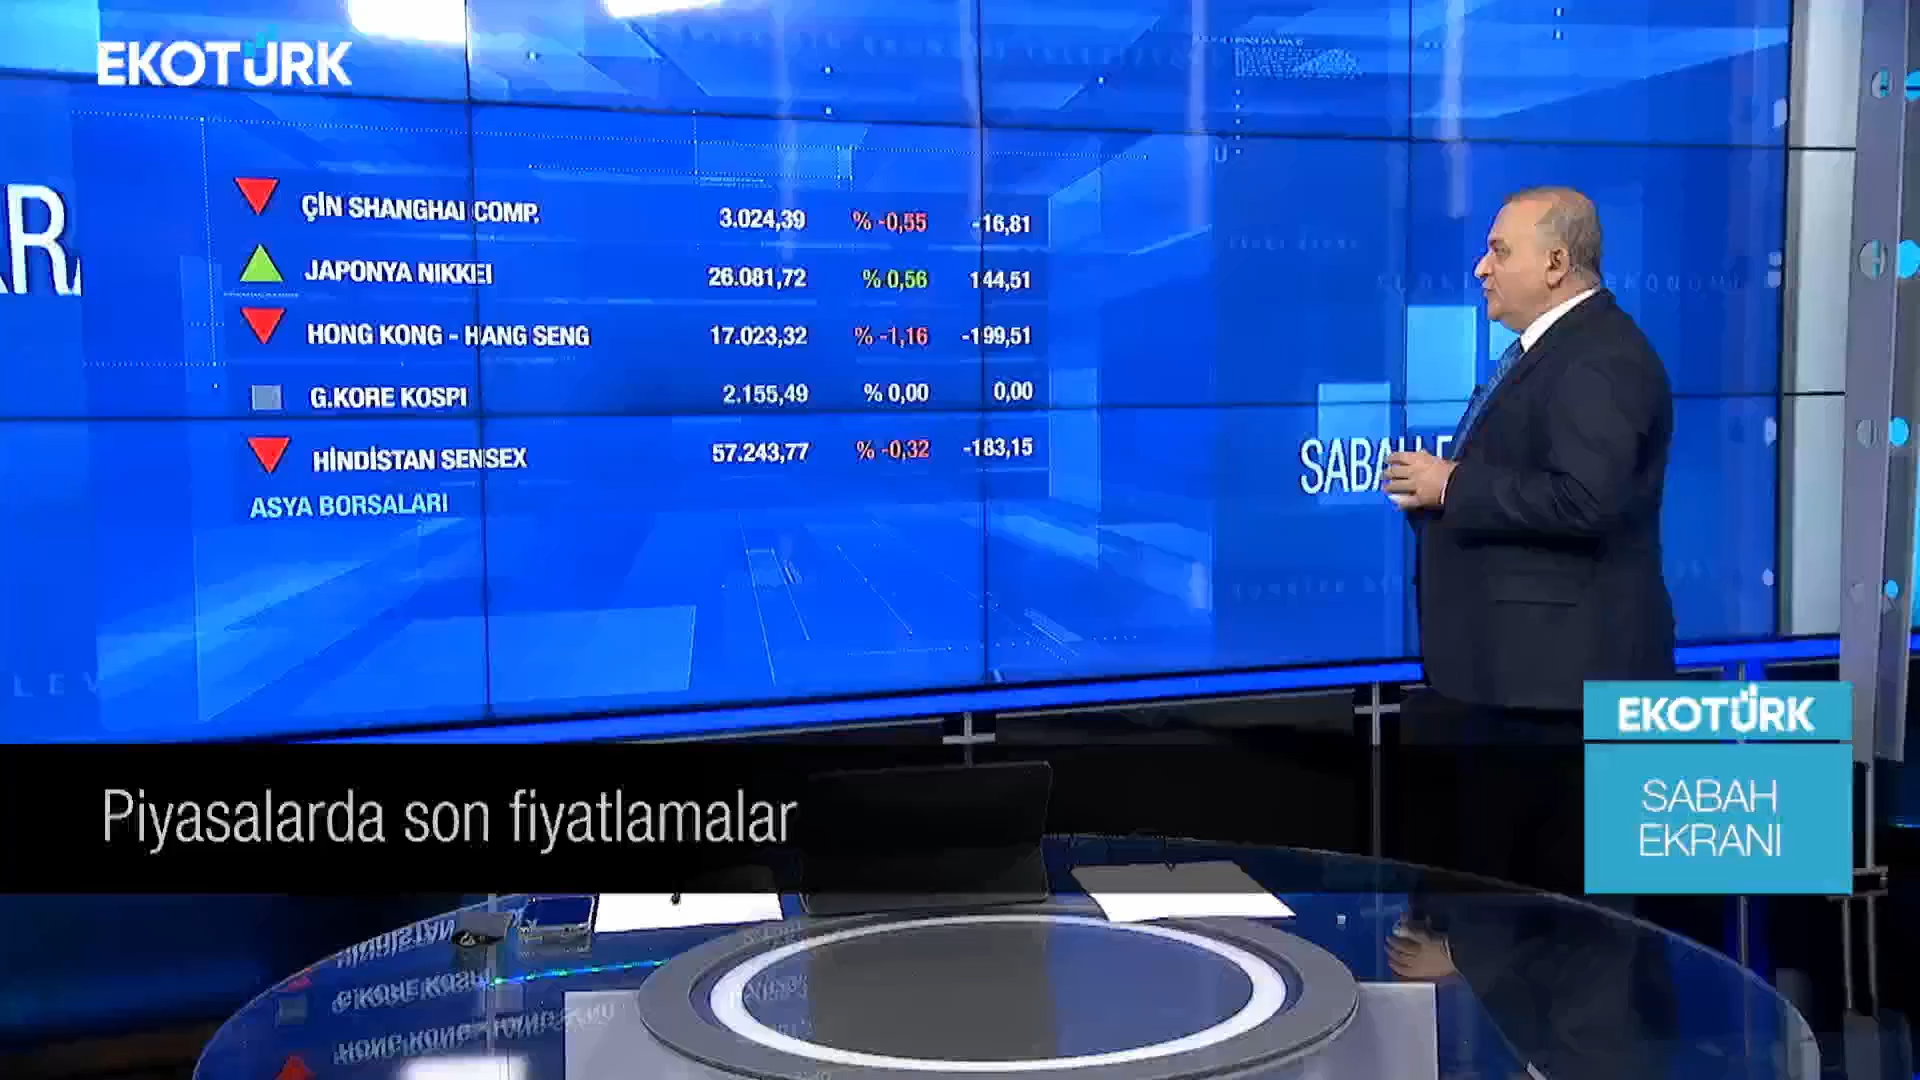 EKOTÜRK
ÇİN SHANGHAI COMP. 3.024,39 % -0,55 -16,81
JAPONYA NIKKEI 26.081,72 % 0,56 144,51
HONG KONG - HANG SENG 17.023,32 % -1,16 -199,51
G.KORE KOSPI 2.155,49 % 0,00 0,00
HİNDİSTAN SENSEX 57.243,77 % -0,32 -183,15
ASYA BORSALARI
EKOTÜRK
SABAH
EKRANI
Piyasalarda son fiyatlamalar